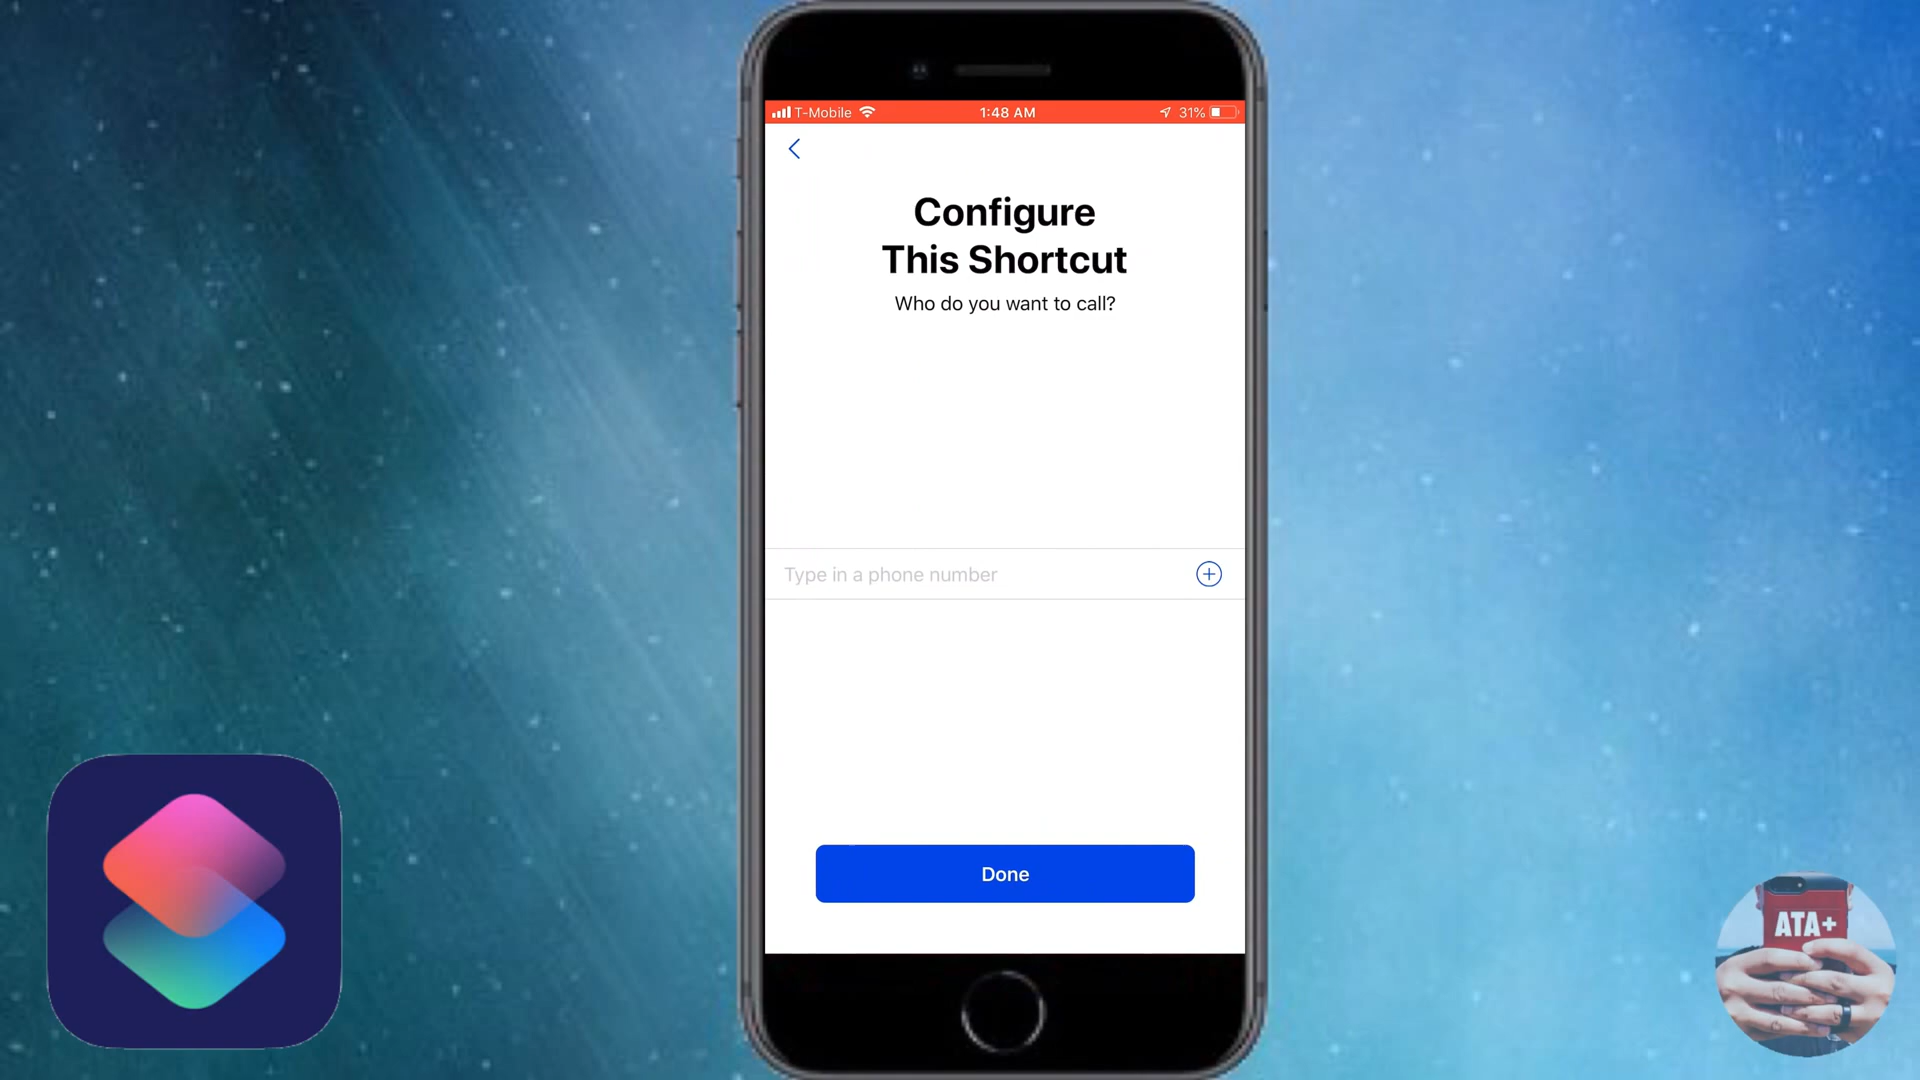 T-Mobile 1:48 AM 31%
Configure
This Shortcut
Who do you want to call?
Type in a phone number
Done
ATA+